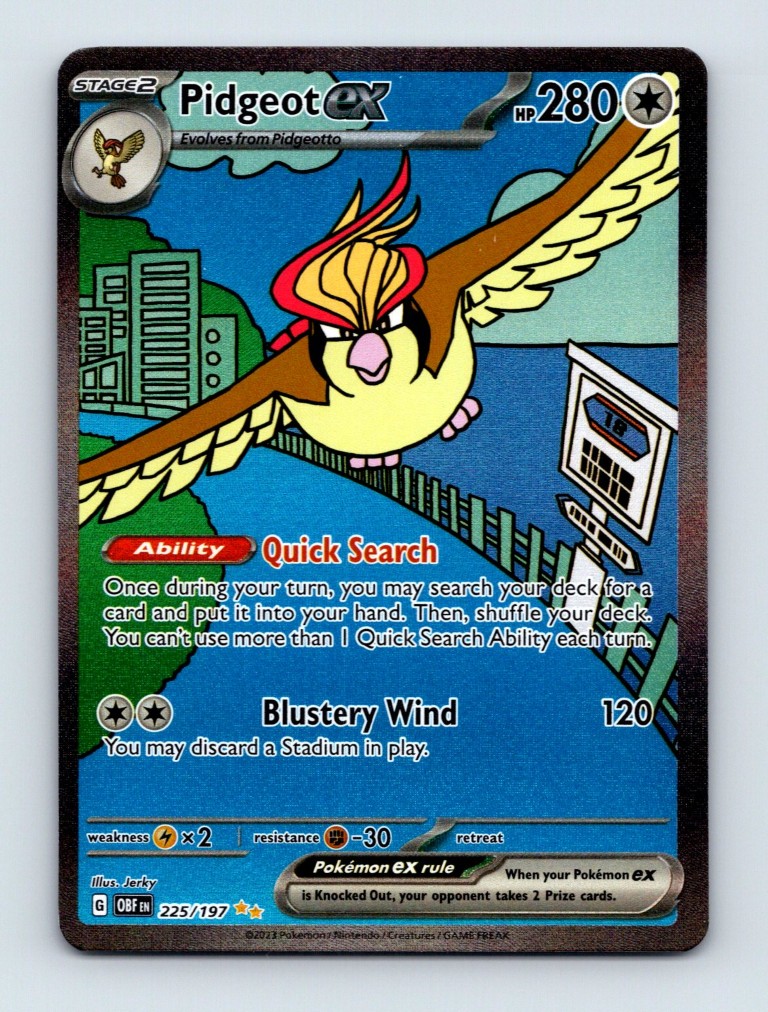 STAGE2 Pidgeot ex HP 280
Evolves from Pidgeotto
18
Ability Quick Search
Once during your turn, you may search your deck for a
card and put it into your hand. Then, shuffle your deck.
You can't use more than 1 Quick Search Ability each turn.
Blustery Wind 120
You may discard a Stadium in play.
weakness ×2 resistance -30 retreat
Pokémon ex rule When your Pokémon ex
is Knocked Out, your opponent takes 2 Prize cards.
Illus. Jerky
G OBF EN 225/197
©2023 Pokémon / Nintendo / Creatures / GAME FREAK